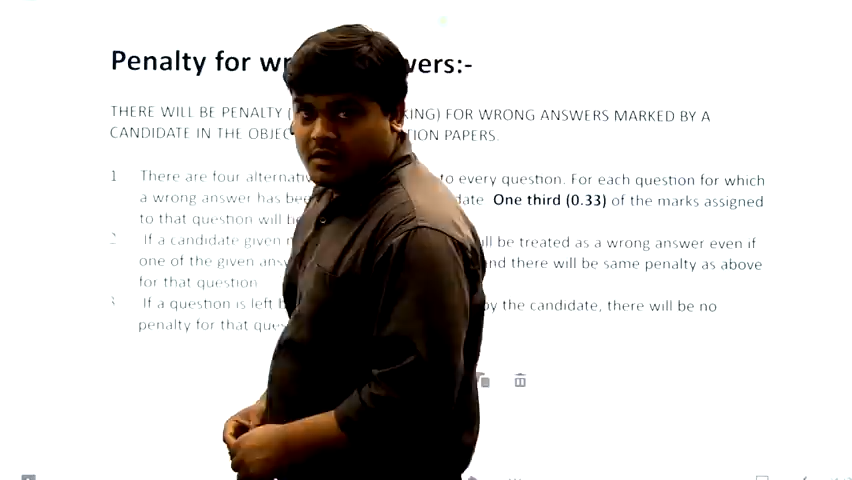 Penalty for wr vers:-
THERE WILL BE PENALTY ( KING) FOR WRONG ANSWERS MARKED BY A
CANDIDATE IN THE OBJEC TION PAPERS.
1 There are four alternativ to every question. For each question for which
a wrong answer has bee date One third (0.33) of the marks assigned
to that question will be
2 If a candidate given ill be treated as a wrong answer even if
one of the given answ nd there will be same penalty as above
for that question
3 If a question is left b by the candidate, there will be no
penalty for that ques